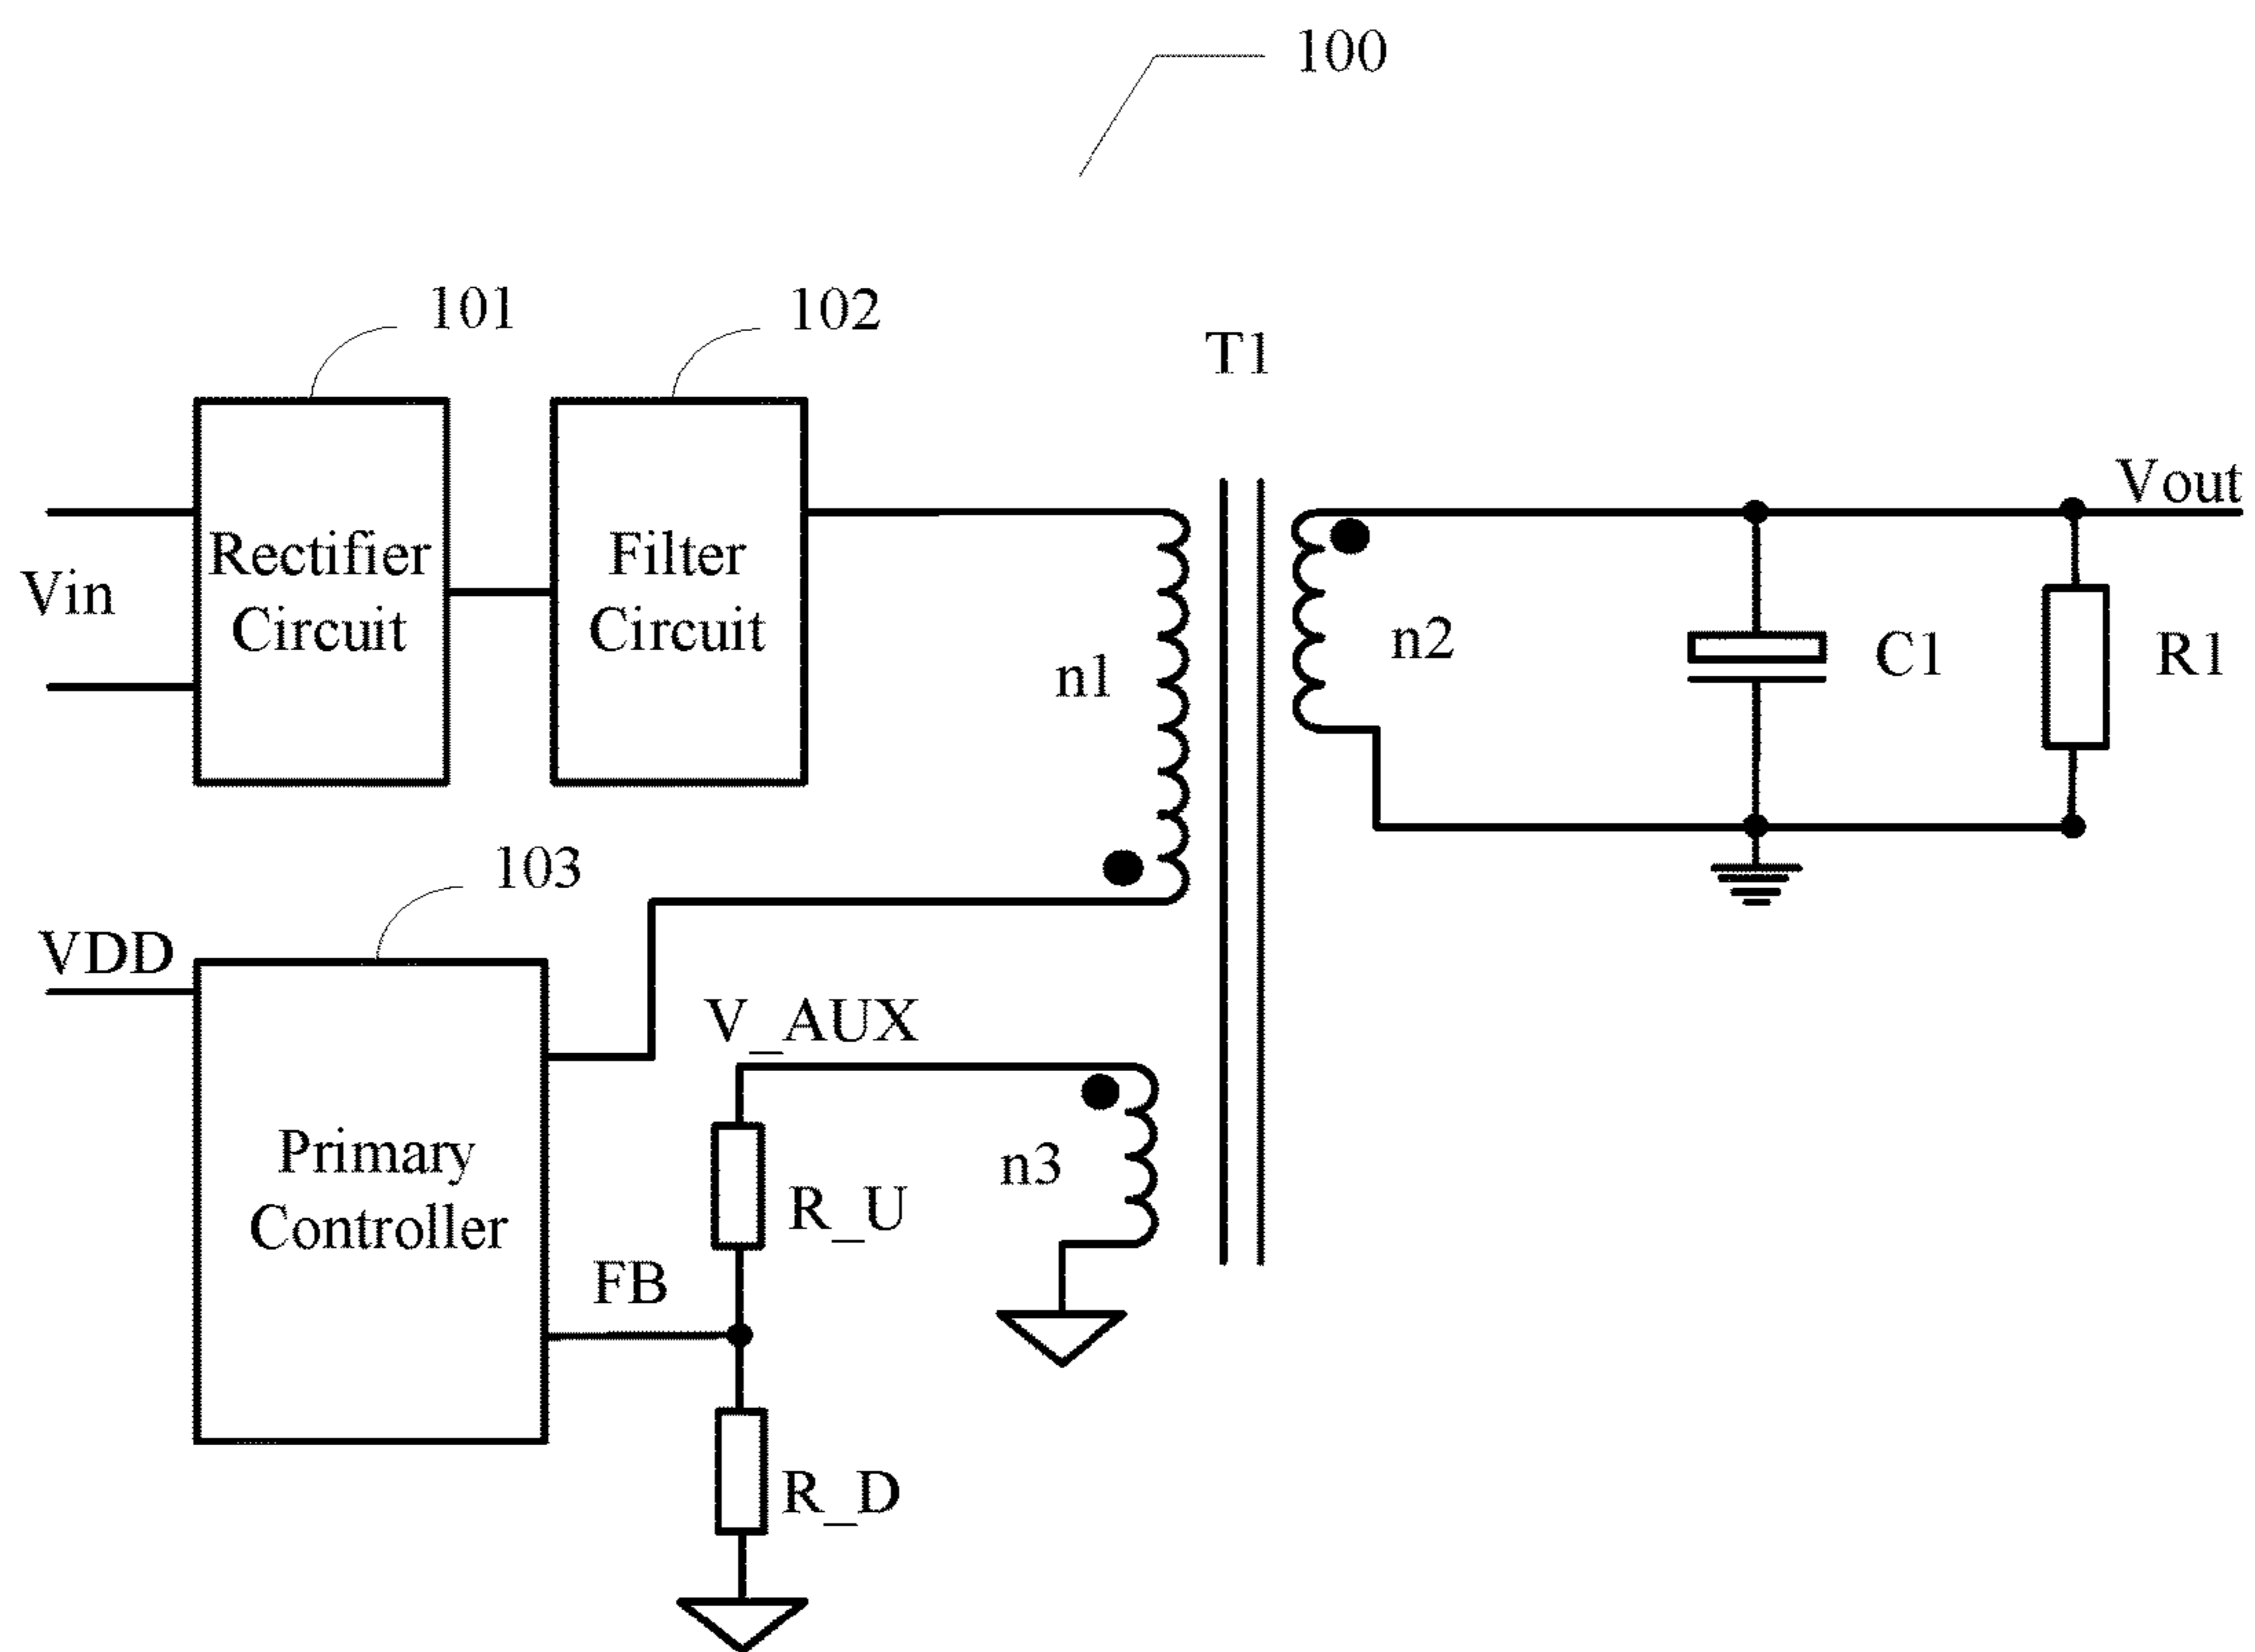 100
101
102
T1
Vout
Vin
Rectifier
Circuit
Filter
Circuit
n1
n2
C1
R1
103
VDD
V_AUX
Primary
Controller
n3
R_U
FB
R_D